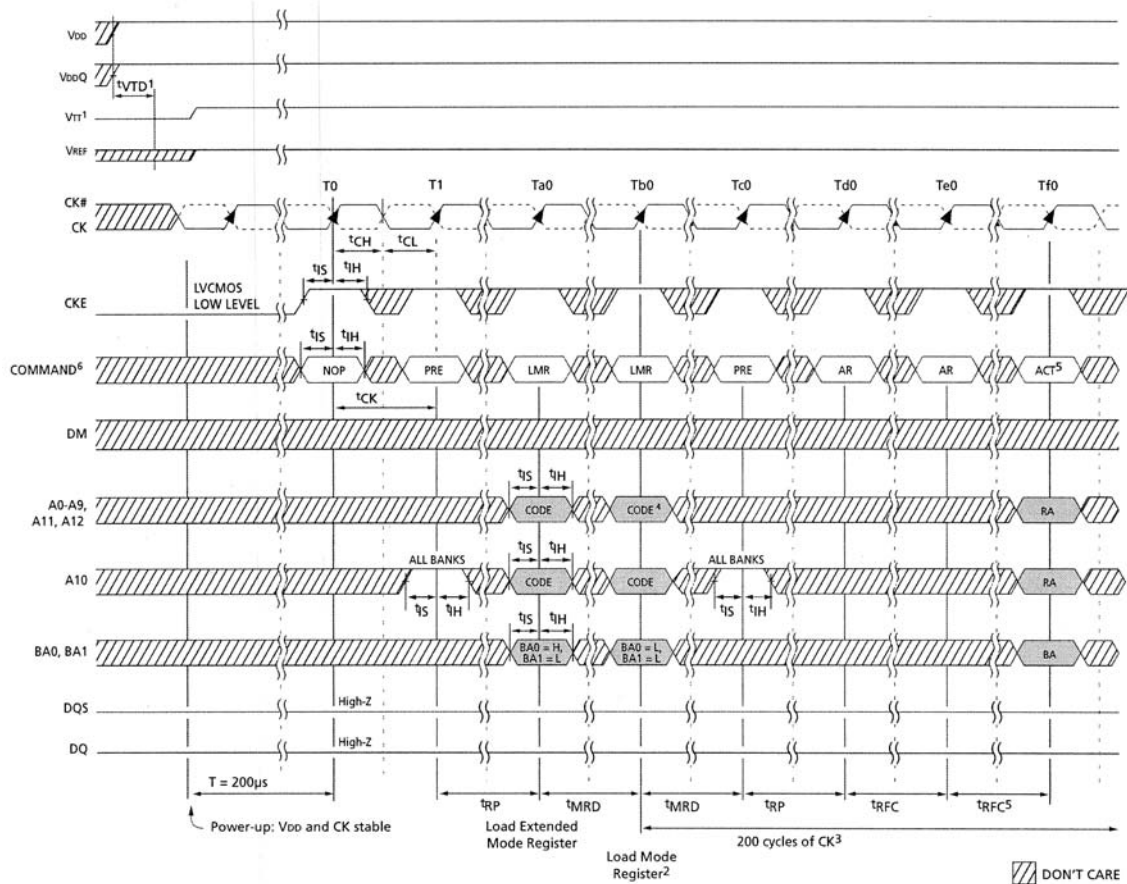 VDD
VDDQ
tVTD1
VTT1
VREF
T0 T1 Ta0 Tb0 Tc0 Td0 Te0 Tf0
CK#
CK
tCH tCL
tIS tIH
CKE
LVCMOS
LOW LEVEL
tIS tIH
COMMAND6 NOP PRE LMR LMR PRE AR AR ACT5
tCK
DM
tIS tIH
A0-A9,
A11, A12
CODE CODE4 RA
ALL BANKS tIS tIH ALL BANKS
A10 CODE CODE RA
tIS tIH tIS tIH
tIS tIH
BA0, BA1
BA0 = H,
BA1 = L
BA0 = L,
BA1 = L
BA
DQS High-Z
DQ High-Z
T = 200µs
tRP tMRD tMRD tRP tRFC tRFC5
Power-up: VDD and CK stable
Load Extended
Mode Register
200 cycles of CK3
Load Mode
Register2
DON'T CARE